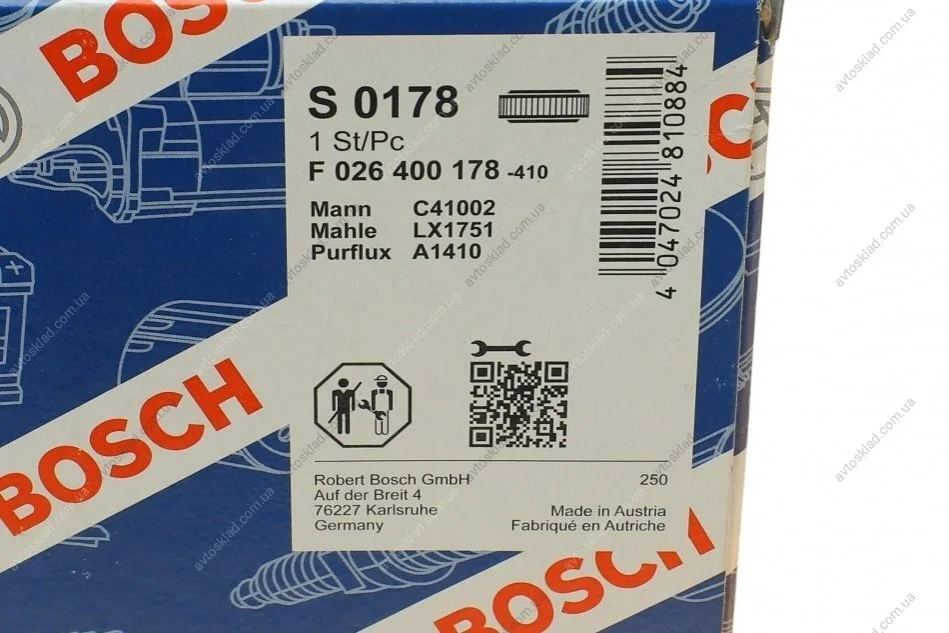 BOSCH
S 0178
1 St/Pc
F 026 400 178 -410
Mann C41002
Mahle LX1751
Purflux A1410
4 047024 810884
BOSCH
Robert Bosch GmbH
Auf der Breit 4
76227 Karlsruhe
Germany
250
Made in Austria
Fabriqué en Autriche
BOSCH
avtosklad.com.ua